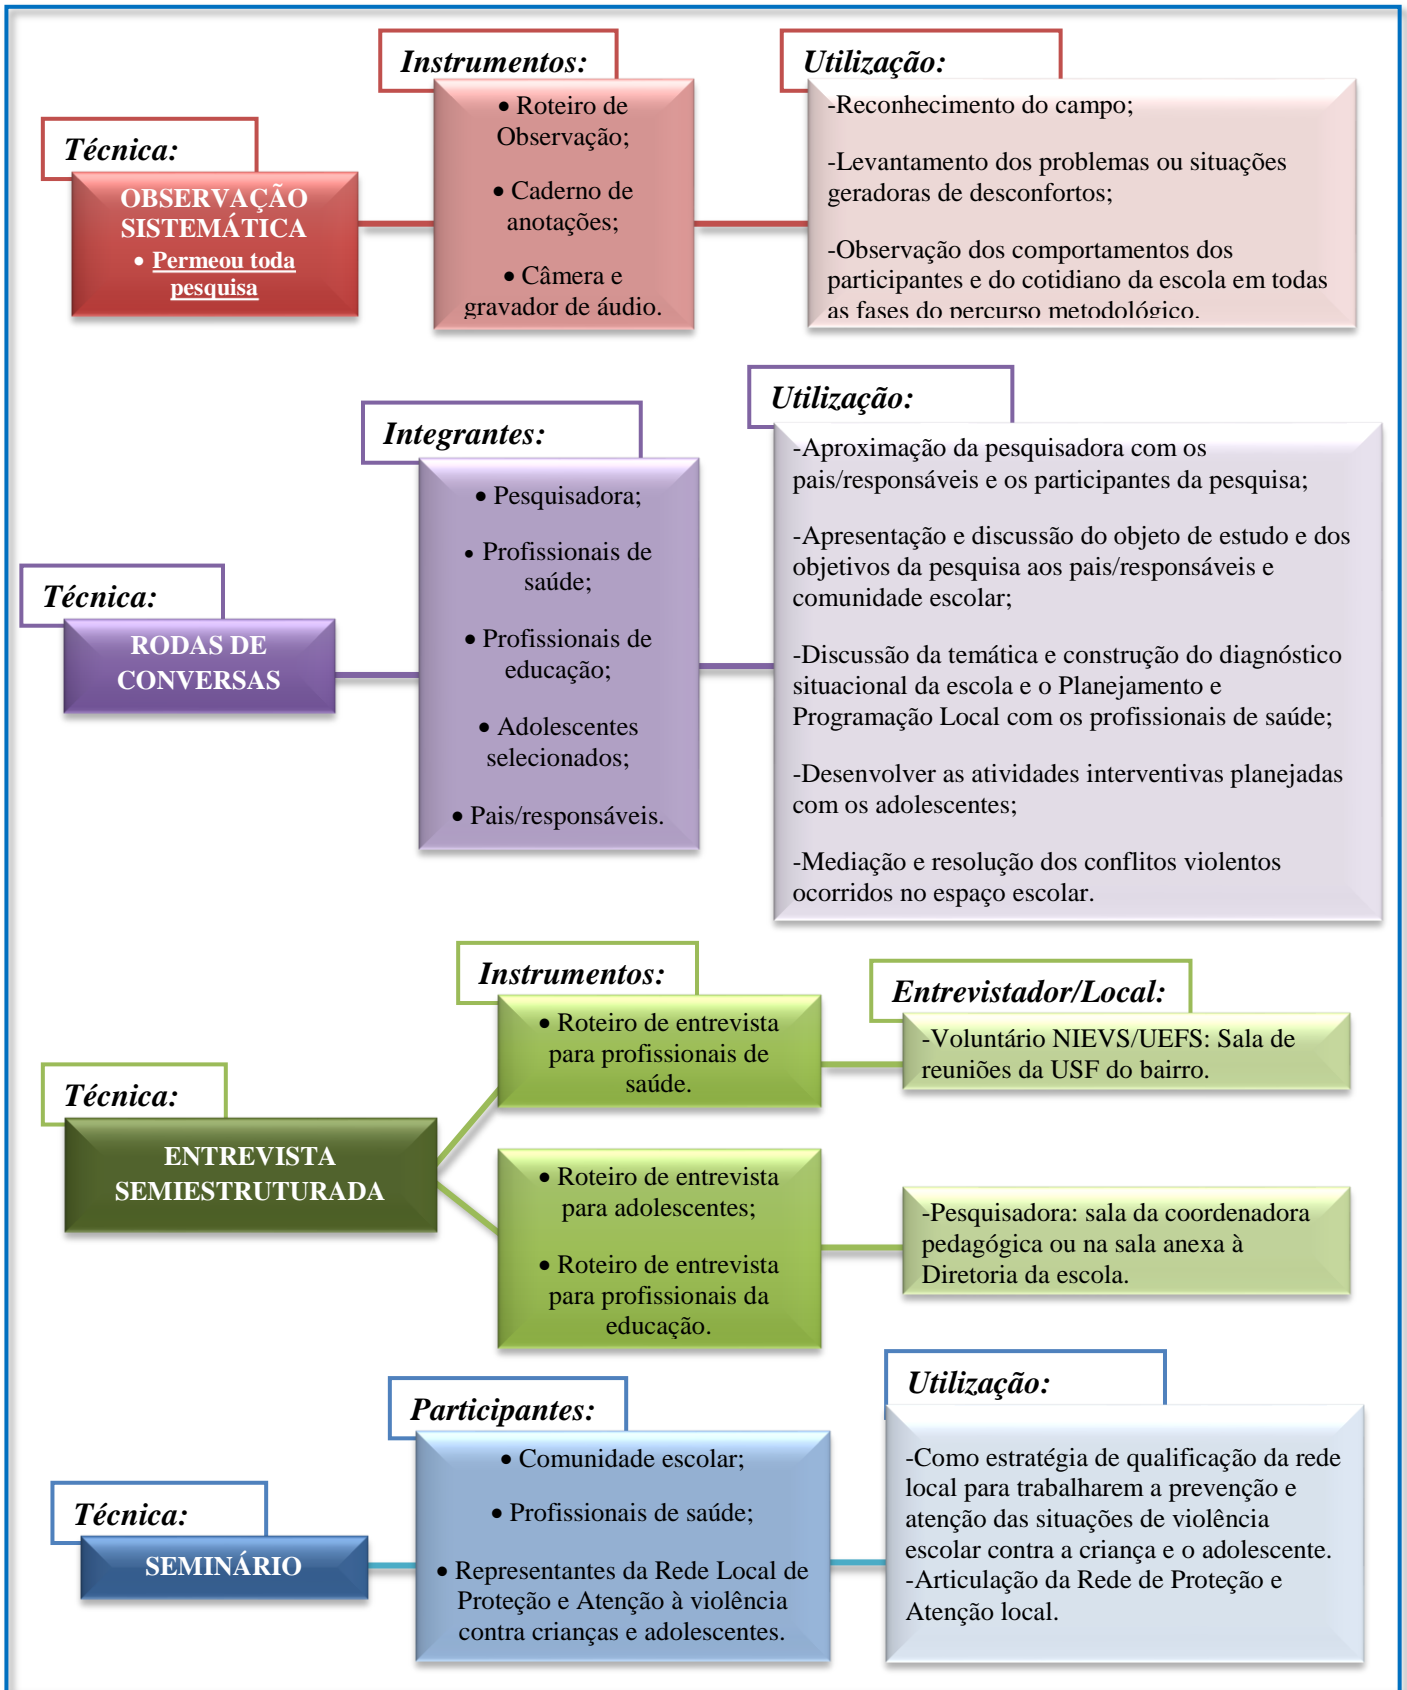 Técnica:
OBSERVAÇÃO
SISTEMÁTICA
• Permeou toda
pesquisa
Instrumentos:
• Roteiro de
Observação;
• Caderno de
anotações;
• Câmera e
gravador de áudio.
Utilização:
-Reconhecimento do campo;
-Levantamento dos problemas ou situações
geradoras de desconfortos;
-Observação dos comportamentos dos
participantes e do cotidiano da escola em todas
as fases do percurso metodológico.
Técnica:
RODAS DE
CONVERSAS
Integrantes:
• Pesquisadora;
• Profissionais de
saúde;
• Profissionais de
educação;
• Adolescentes
selecionados;
• Pais/responsáveis.
Utilização:
-Aproximação da pesquisadora com os
pais/responsáveis e os participantes da pesquisa;
-Apresentação e discussão do objeto de estudo e dos
objetivos da pesquisa aos pais/responsáveis e
comunidade escolar;
-Discussão da temática e construção do diagnóstico
situacional da escola e o Planejamento e
Programação Local com os profissionais de saúde;
-Desenvolver as atividades interventivas planejadas
com os adolescentes;
-Mediação e resolução dos conflitos violentos
ocorridos no espaço escolar.
Técnica:
ENTREVISTA
SEMIESTRUTURADA
Instrumentos:
• Roteiro de entrevista
para profissionais de
saúde.
Entrevistador/Local:
-Voluntário NIEVS/UEFS: Sala de
reuniões da USF do bairro.
• Roteiro de entrevista
para adolescentes;
• Roteiro de entrevista
para profissionais da
educação.
-Pesquisadora: sala da coordenadora
pedagógica ou na sala anexa à
Diretoria da escola.
Técnica:
SEMINÁRIO
Participantes:
• Comunidade escolar;
• Profissionais de saúde;
• Representantes da Rede Local de
Proteção e Atenção à violência
contra crianças e adolescentes.
Utilização:
-Como estratégia de qualificação da rede
local para trabalharem a prevenção e
atenção das situações de violência
escolar contra a criança e o adolescente.
-Articulação da Rede de Proteção e
Atenção local.